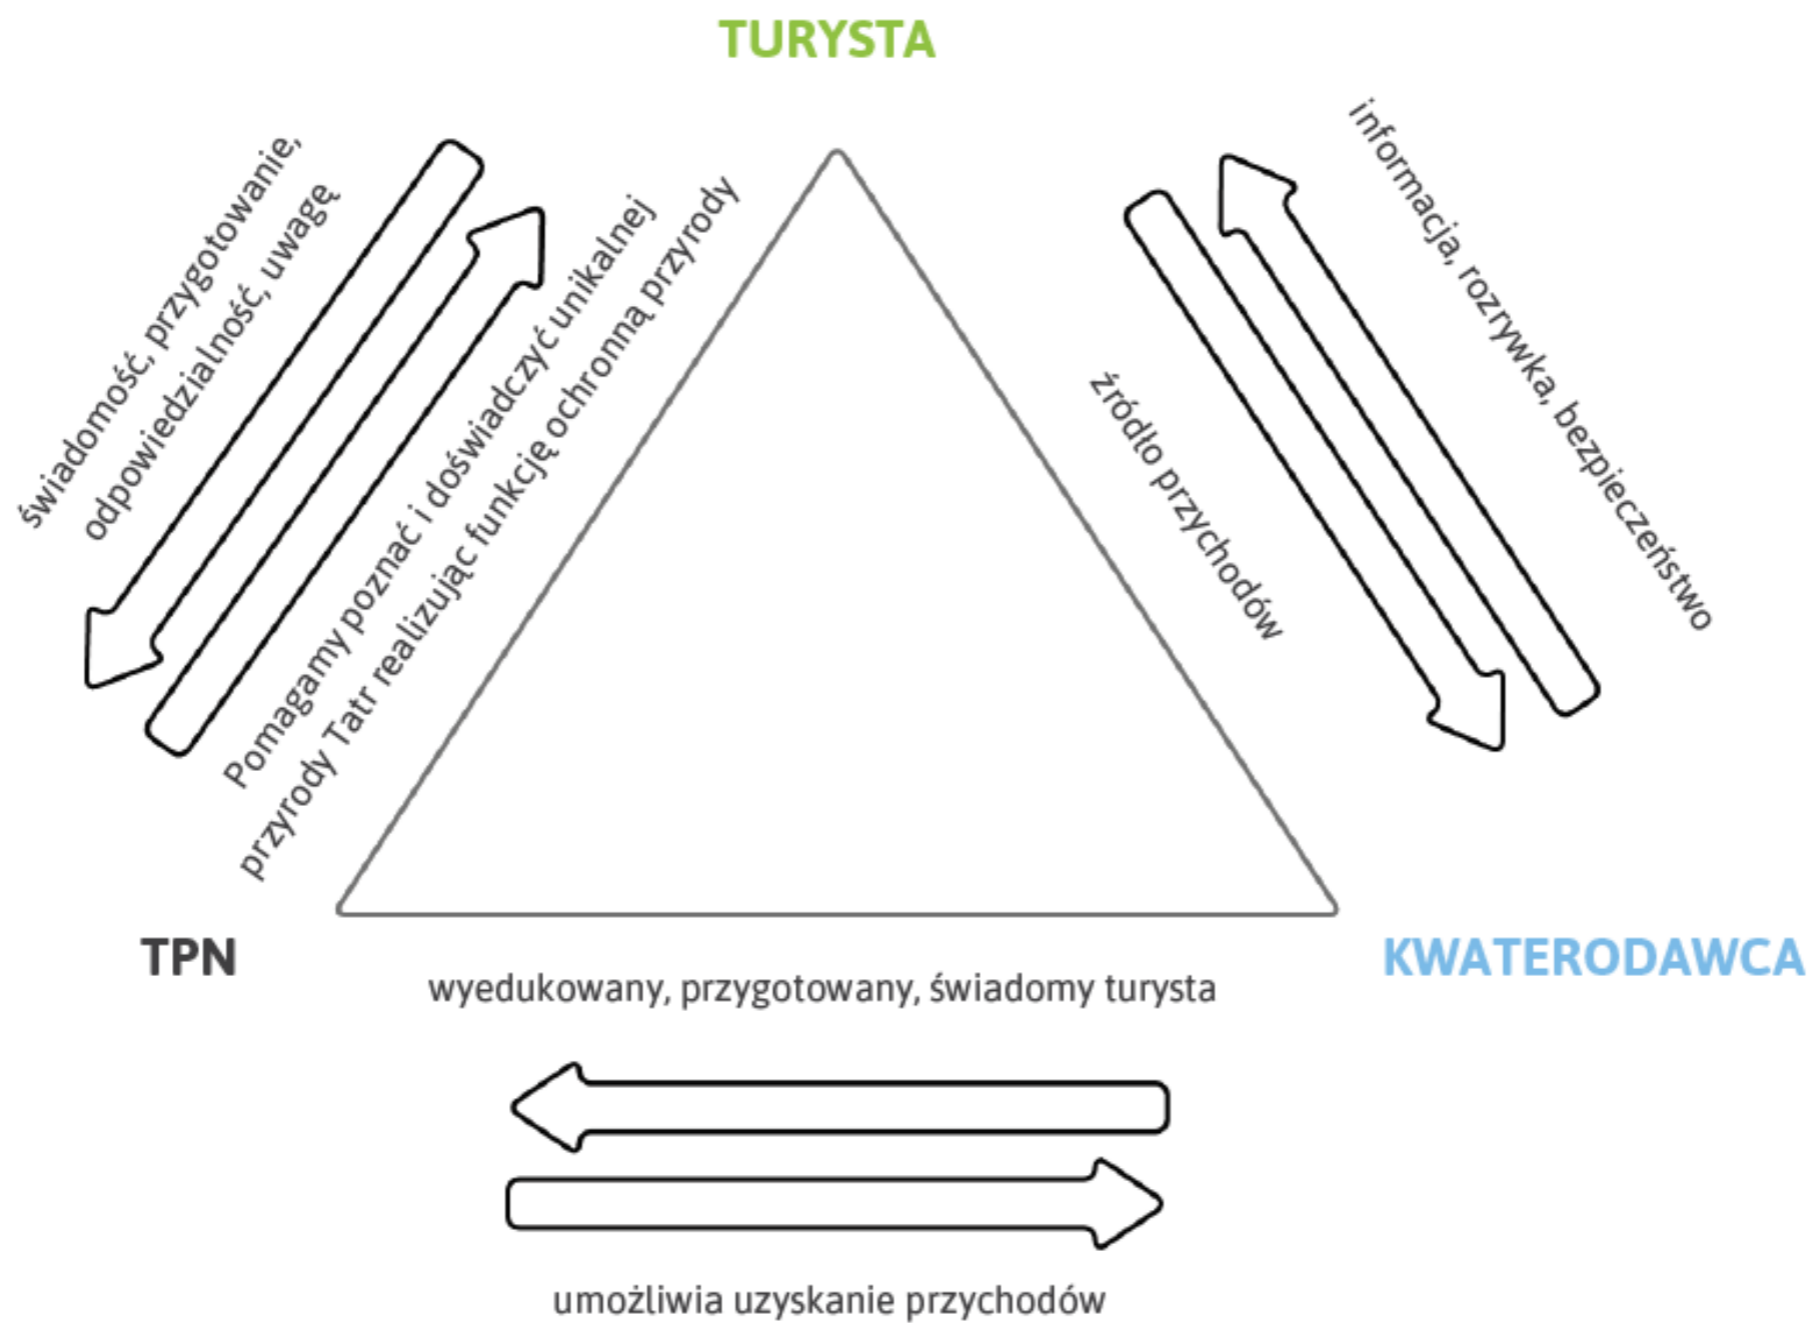 TURYSTA
świadomość, przygotowanie,
odpowiedzialność, uwagę
Pomagamy poznać i doświadczyć unikalnej
przyrody Tatr realizując funkcję ochronną przyrody
informacja, rozrywka, bezpieczeństwo
źródło przychodów
TPN
KWATERODAWCA
wyedukowany, przygotowany, świadomy turysta
umożliwia uzyskanie przychodów